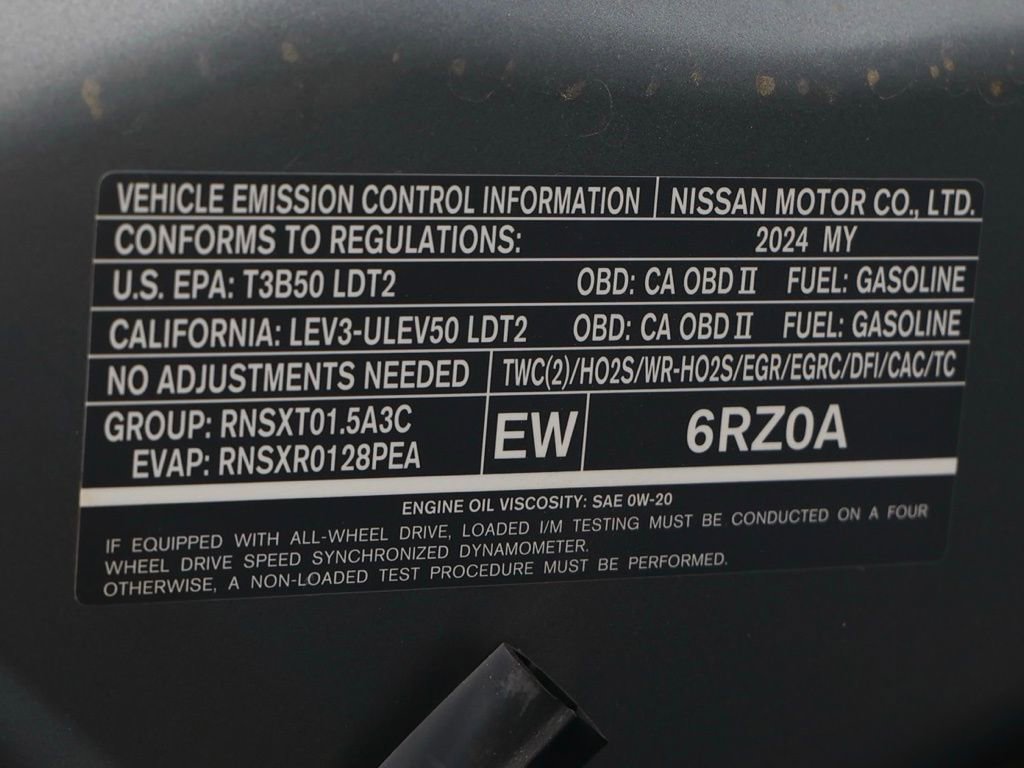 VEHICLE EMISSION CONTROL INFORMATION NISSAN MOTOR CO., LTD.
CONFORMS TO REGULATIONS: 2024 MY
U.S. EPA: T3B50 LDT2 OBD: CA OBD II FUEL: GASOLINE
CALIFORNIA: LEV3-ULEV50 LDT2 OBD: CA OBD II FUEL: GASOLINE
NO ADJUSTMENTS NEEDED TWC(2)/HO2S/WR-HO2S/EGR/EGRC/DFI/CAC/TC
GROUP: RNSXT01.5A3C
EVAP: RNSXR0128PEA
EW
6RZ0A
ENGINE OIL VISCOSITY: SAE 0W-20
IF EQUIPPED WITH ALL-WHEEL DRIVE, LOADED I/M TESTING MUST BE CONDUCTED ON A FOUR
WHEEL DRIVE SPEED SYNCHRONIZED DYNAMOMETER.
OTHERWISE, A NON-LOADED TEST PROCEDURE MUST BE PERFORMED.